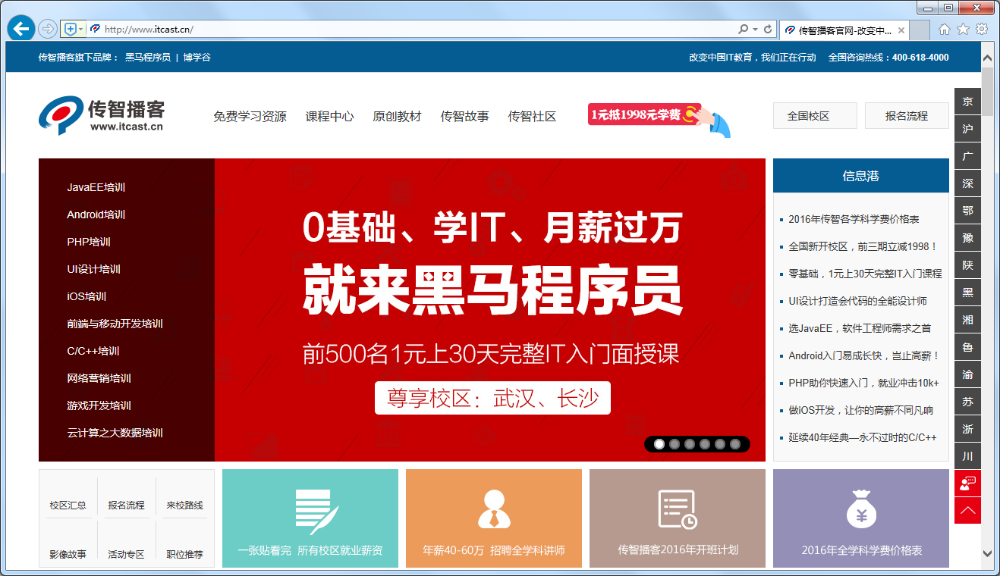 http://www.itcast.cn/
传智播客官网-改变中...
传智播客旗下品牌： 黑马程序员 | 博学谷
改变中国IT教育，我们正在行动 全国咨询热线：400-618-4000
传智播客
www.itcast.cn
免费学习资源 课程中心 原创教材 传智故事 传智社区
1元抵1998元学费
全国校区 报名流程
JavaEE培训
Android培训
PHP培训
UI设计培训
iOS培训
前端与移动开发培训
C/C++培训
网络营销培训
游戏开发培训
云计算之大数据培训
0基础、学IT、月薪过万
就来黑马程序员
前500名1元上30天完整IT入门面授课
尊享校区：武汉、长沙
信息港
2016年传智各学科学费价格表
全国新开校区，前三期立减1998！
零基础，1元上30天完整IT入门课程
UI设计打造会代码的全能设计师
选JavaEE，软件工程师需求之首
Android入门易成长快，岂止高薪！
PHP助你快速入门，就业冲击10k+
做iOS开发，让你的高薪不同凡响
延续40年经典—永不过时的C/C++
京
沪
广
深
鄂
豫
陕
黑
湘
鲁
渝
苏
浙
川
校区汇总 报名流程 来校路线
影像故事 活动专区 职位推荐
一张贴看完 所有校区就业薪资
年薪40-60万 招聘全学科讲师
传智播客2016年开班计划
¥
2016年全学科学费价格表